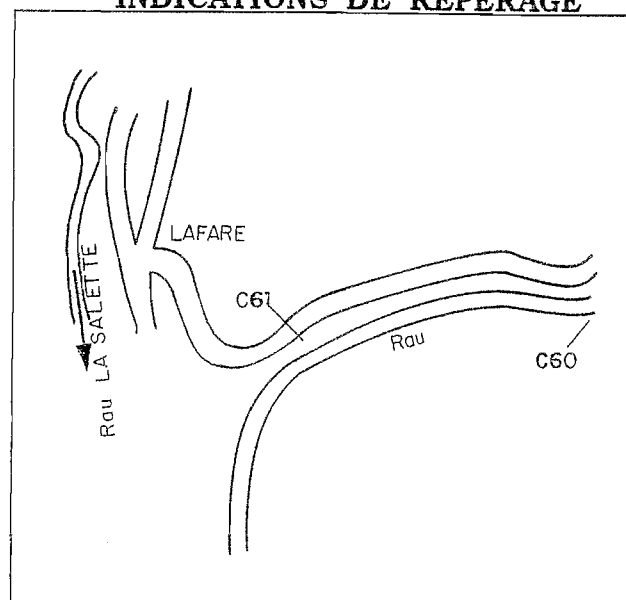 INDICATIONS DE REPERAGE
LAFARE
C61
Rau
C60
Rau LA SALETTE